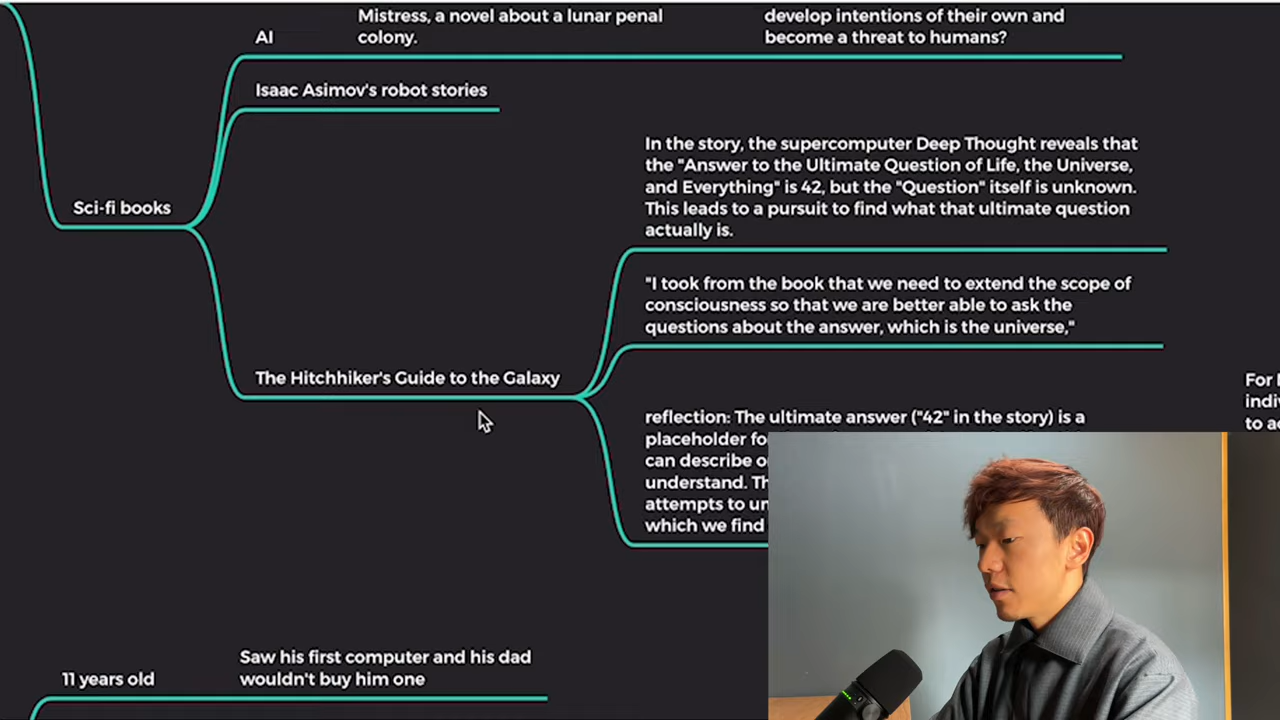 Mistress, a novel about a lunar penal
colony.
develop intentions of their own and
become a threat to humans?
AI
Isaac Asimov's robot stories
In the story, the supercomputer Deep Thought reveals that
the "Answer to the Ultimate Question of Life, the Universe,
and Everything" is 42, but the "Question" itself is unknown.
This leads to a pursuit to find what that ultimate question
actually is.
Sci-fi books
"I took from the book that we need to extend the scope of
consciousness so that we are better able to ask the
questions about the answer, which is the universe,"
The Hitchhiker's Guide to the Galaxy
For
to
reflection: The ultimate answer ("42" in the story) is a
placeholder
can describe
understand.
attempts to
which we find
Saw his first computer and his dad
wouldn't buy him one
11 years old